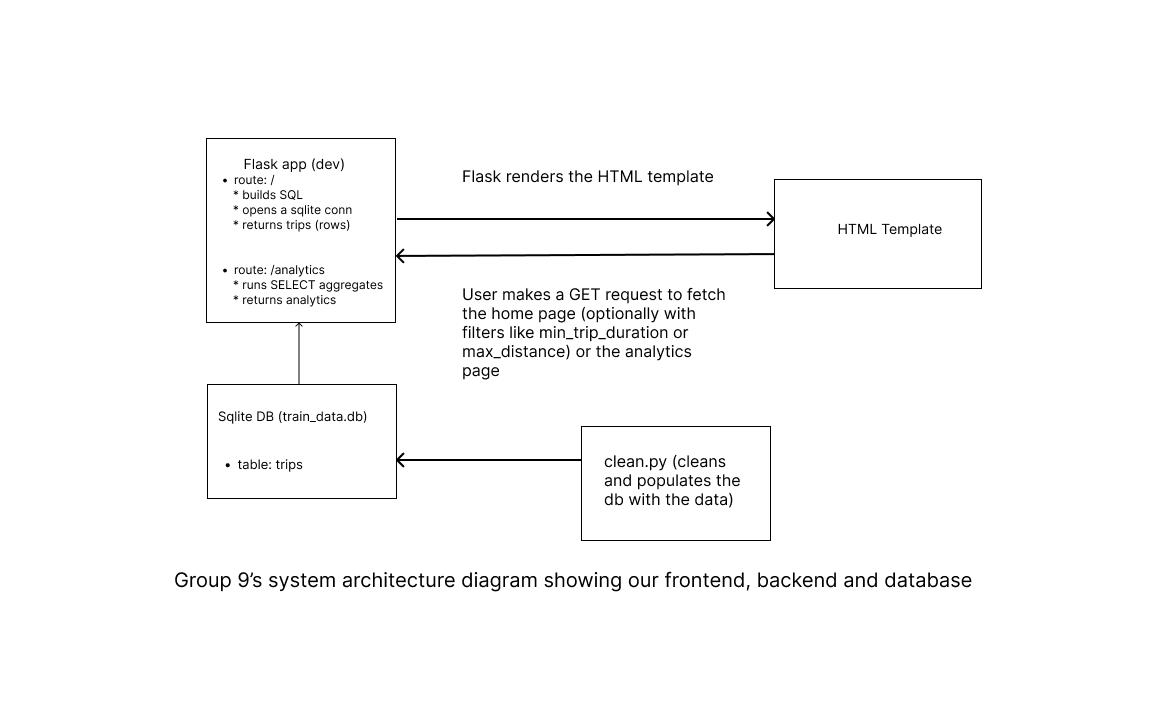 Flask app (dev)
• route: /
* builds SQL
* opens a sqlite conn
* returns trips (rows)
• route: /analytics
* runs SELECT aggregates
* returns analytics
Flask renders the HTML template
HTML Template
User makes a GET request to fetch
the home page (optionally with
filters like min_trip_duration or
max_distance) or the analytics
page
Sqlite DB (train_data.db)
• table: trips
clean.py (cleans
and populates the
db with the data)
Group 9’s system architecture diagram showing our frontend, backend and database